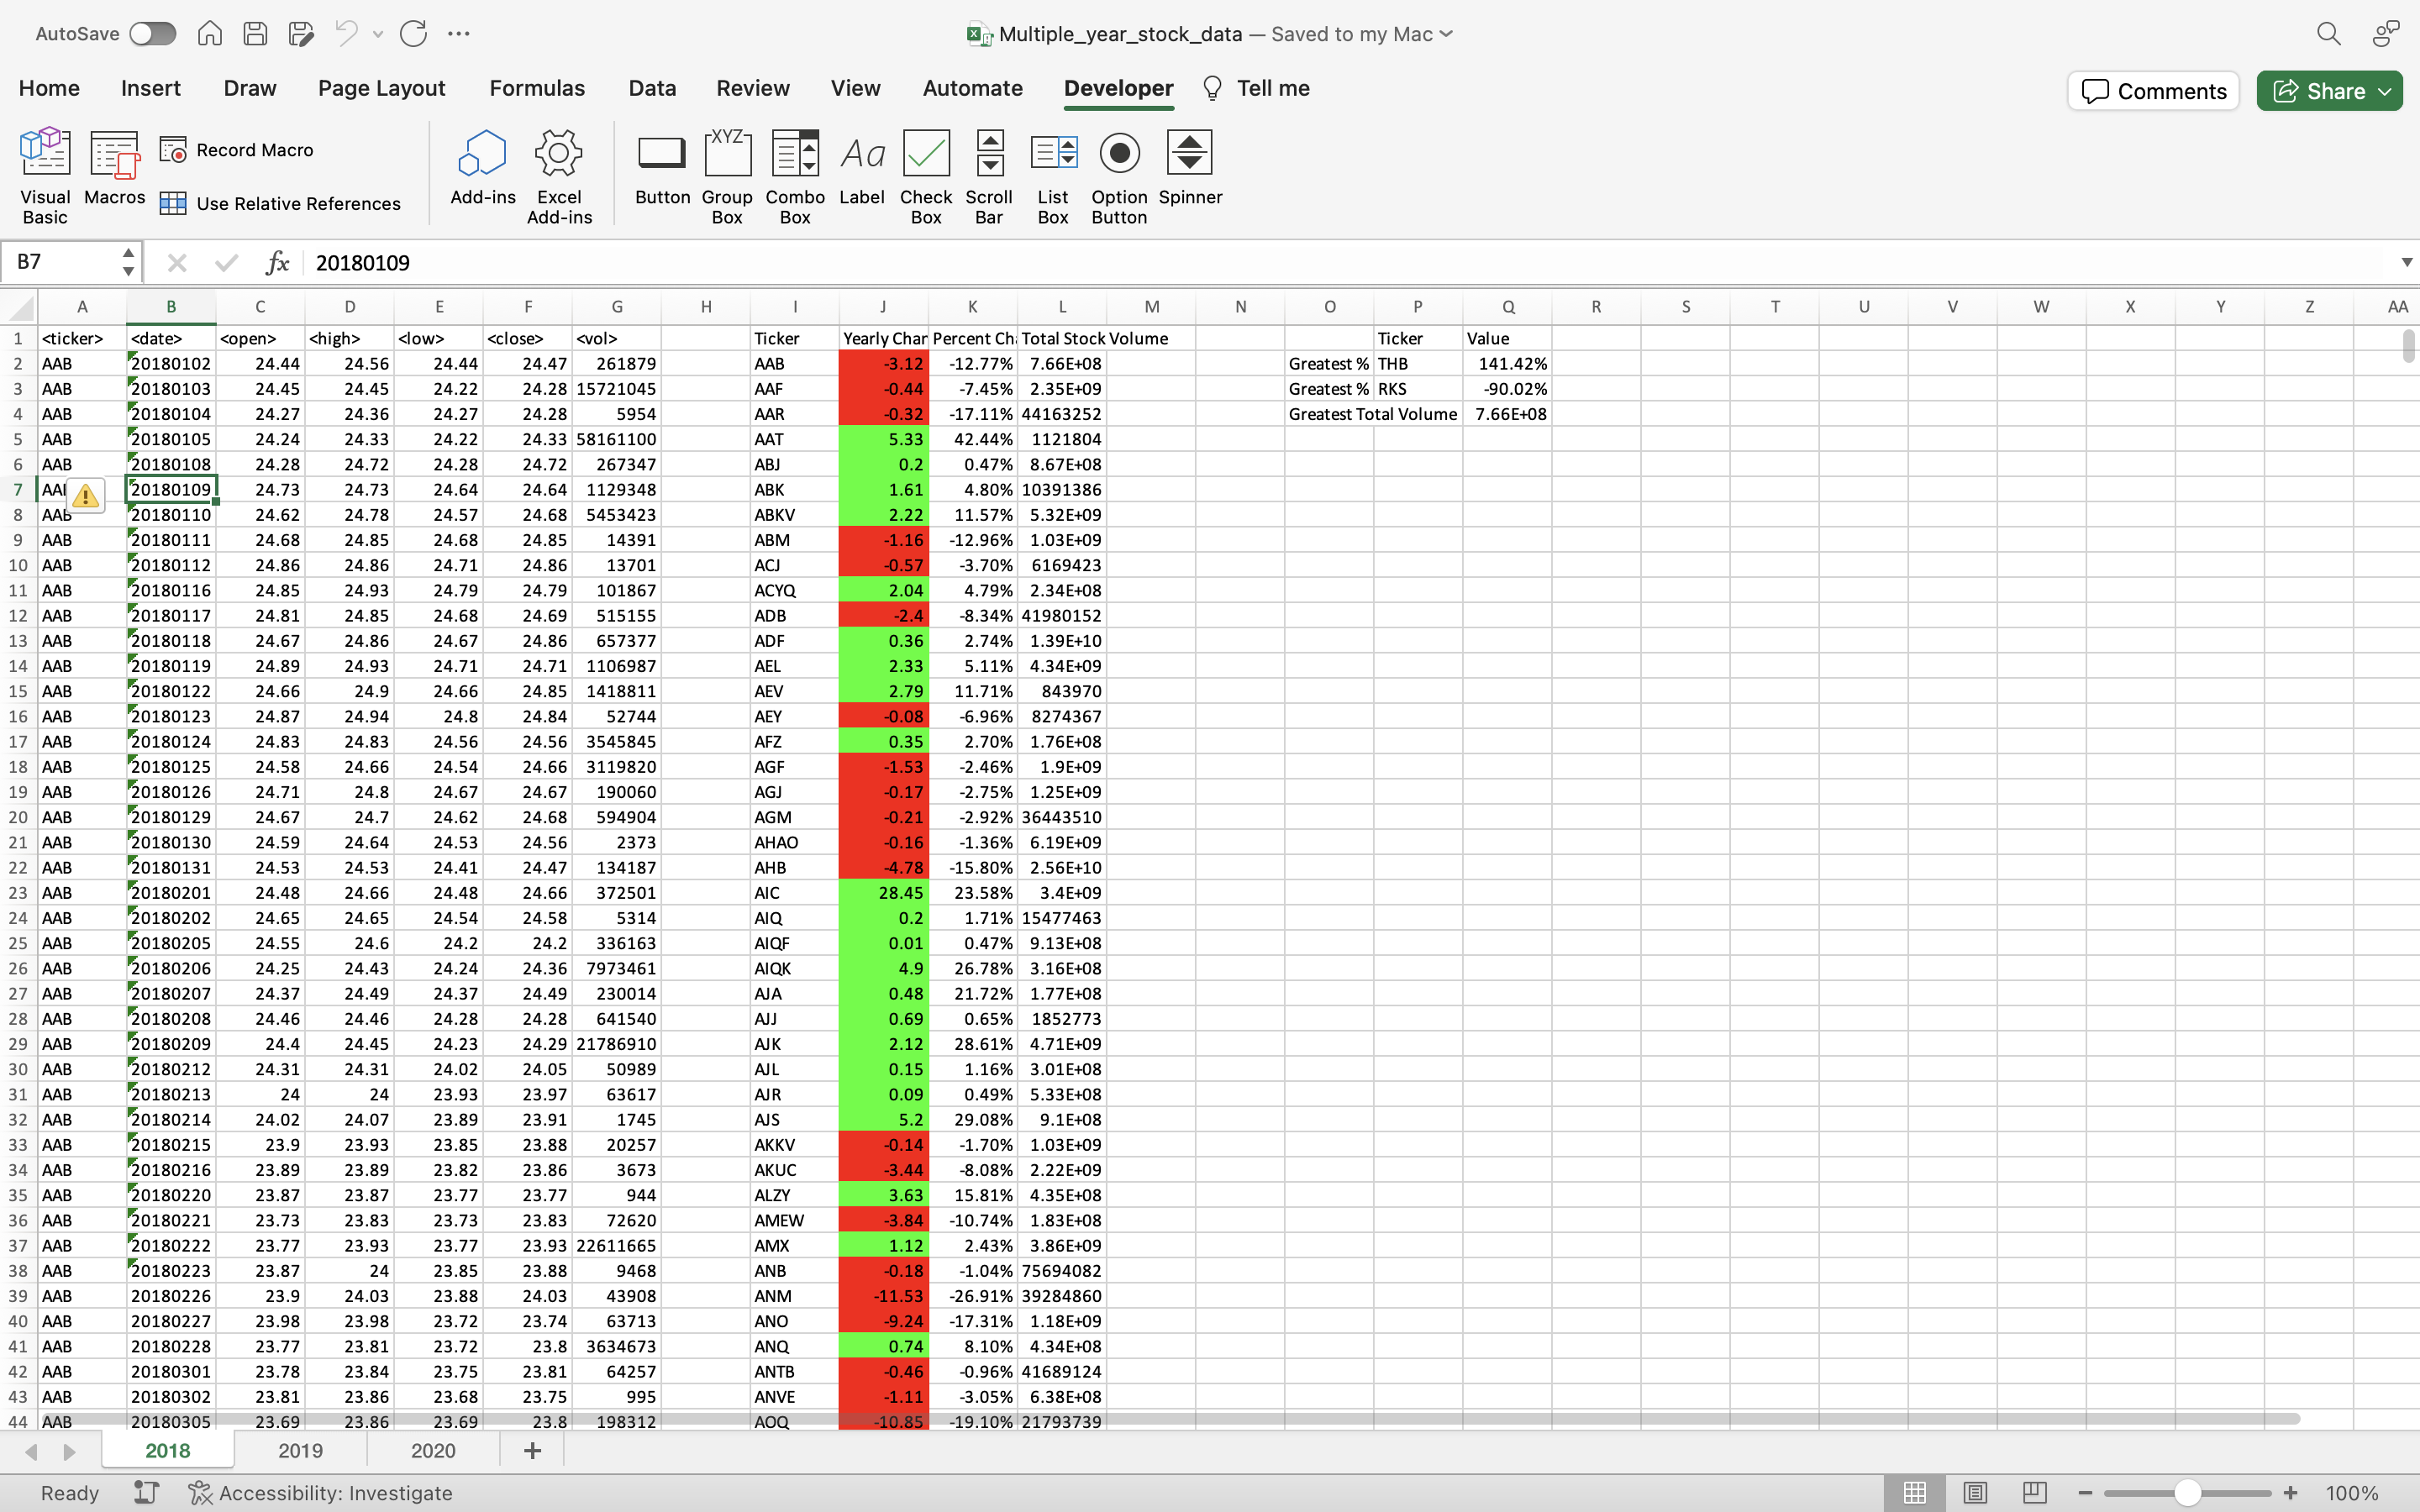 AutoSave
Multiple_year_stock_data — Saved to my Mac
Home Insert Draw Page Layout Formulas Data Review View Automate Developer Tell me Comments Share
Visual Basic
Macros
Record Macro
Use Relative References
Add-ins
Excel Add-ins
Button
XYZ
Group Box
Combo Box
Aa
Label
Check Box
Scroll Bar
List Box
Option Button
Spinner
B7 fx 20180109
A B C D E F G H I J K L M N O P Q R S T U V W X Y Z AA
1 <ticker> <date> <open> <high> <low> <close> <vol> Ticker Yearly Char Percent Ch Total Stock Volume Ticker Value
2 AAB 20180102 24.44 24.56 24.44 24.47 261879 AAB -3.12 -12.77% 7.66E+08 Greatest % THB 141.42%
3 AAB 20180103 24.45 24.45 24.22 24.28 15721045 AAF -0.44 -7.45% 2.35E+09 Greatest % RKS -90.02%
4 AAB 20180104 24.27 24.36 24.27 24.28 5954 AAR -0.32 -17.11% 44163252 Greatest Total Volume 7.66E+08
5 AAB 20180105 24.24 24.33 24.22 24.33 58161100 AAT 5.33 42.44% 1121804
6 AAB 20180108 24.28 24.72 24.28 24.72 267347 ABJ 0.2 0.47% 8.67E+08
7 20180109 24.73 24.73 24.64 24.64 1129348 ABK 1.61 4.80% 10391386
8 AAB 20180110 24.62 24.78 24.57 24.68 5453423 ABKV 2.22 11.57% 5.32E+09
9 AAB 20180111 24.68 24.85 24.68 24.85 14391 ABM -1.16 -12.96% 1.03E+09
10 AAB 20180112 24.86 24.86 24.71 24.86 13701 ACJ -0.57 -3.70% 6169423
11 AAB 20180116 24.85 24.93 24.79 24.79 101867 ACYQ 2.04 4.79% 2.34E+08
12 AAB 20180117 24.81 24.85 24.68 24.69 515155 ADB -2.4 -8.34% 41980152
13 AAB 20180118 24.67 24.86 24.67 24.86 657377 ADF 0.36 2.74% 1.39E+10
14 AAB 20180119 24.89 24.93 24.71 24.71 1106987 AEL 2.33 5.11% 4.34E+09
15 AAB 20180122 24.66 24.9 24.66 24.85 1418811 AEV 2.79 11.71% 843970
16 AAB 20180123 24.87 24.94 24.8 24.84 52744 AEY -0.08 -6.96% 8274367
17 AAB 20180124 24.83 24.83 24.56 24.56 3545845 AFZ 0.35 2.70% 1.76E+08
18 AAB 20180125 24.58 24.66 24.54 24.66 3119820 AGF -1.53 -2.46% 1.9E+09
19 AAB 20180126 24.71 24.8 24.67 24.67 190060 AGJ -0.17 -2.75% 1.25E+09
20 AAB 20180129 24.67 24.7 24.62 24.68 594904 AGM -0.21 -2.92% 36443510
21 AAB 20180130 24.59 24.64 24.53 24.56 2373 AHAO -0.16 -1.36% 6.19E+09
22 AAB 20180131 24.53 24.53 24.41 24.47 134187 AHB -4.78 -15.80% 2.56E+10
23 AAB 20180201 24.48 24.66 24.48 24.66 372501 AIC 28.45 23.58% 3.4E+09
24 AAB 20180202 24.65 24.65 24.54 24.58 5314 AIQ 0.2 1.71% 15477463
25 AAB 20180205 24.55 24.6 24.2 24.2 336163 AIQF 0.01 0.47% 9.13E+08
26 AAB 20180206 24.25 24.43 24.24 24.36 7973461 AIQK 4.9 26.78% 3.16E+08
27 AAB 20180207 24.37 24.49 24.37 24.49 230014 AJA 0.48 21.72% 1.77E+08
28 AAB 20180208 24.46 24.46 24.28 24.28 641540 AJJ 0.69 0.65% 1852773
29 AAB 20180209 24.4 24.45 24.23 24.29 21786910 AJK 2.12 28.61% 4.71E+09
30 AAB 20180212 24.31 24.31 24.02 24.05 50989 AJL 0.15 1.16% 3.01E+08
31 AAB 20180213 24 24 23.93 23.97 63617 AJR 0.09 0.49% 5.33E+08
32 AAB 20180214 24.02 24.07 23.89 23.91 1745 AJS 5.2 29.08% 9.1E+08
33 AAB 20180215 23.9 23.93 23.85 23.88 20257 AKKV -0.14 -1.70% 1.03E+09
34 AAB 20180216 23.89 23.89 23.82 23.86 3673 AKUC -3.44 -8.08% 2.22E+09
35 AAB 20180220 23.87 23.87 23.77 23.77 944 ALZY 3.63 15.81% 4.35E+08
36 AAB 20180221 23.73 23.83 23.73 23.83 72620 AMEW -3.84 -10.74% 1.83E+08
37 AAB 20180222 23.77 23.93 23.77 23.93 22611665 AMX 1.12 2.43% 3.86E+09
38 AAB 20180223 23.87 24 23.85 23.88 9468 ANB -0.18 -1.04% 75694082
39 AAB 20180226 23.9 24.03 23.88 24.03 43908 ANM -11.53 -26.91% 39284860
40 AAB 20180227 23.98 23.98 23.72 23.74 63713 ANO -9.24 -17.31% 1.18E+09
41 AAB 20180228 23.77 23.81 23.72 23.8 3634673 ANQ 0.74 8.10% 4.34E+08
42 AAB 20180301 23.78 23.84 23.75 23.81 64257 ANTB -0.46 -0.96% 41689124
43 AAB 20180302 23.81 23.86 23.68 23.75 995 ANVE -1.11 -3.05% 6.38E+08
44 AAB 20180305 23.69 23.86 23.69 23.8 198312 AOQ -10.85 -19.10% 21793739
2018 2019 2020 +
Ready Accessibility: Investigate 100%